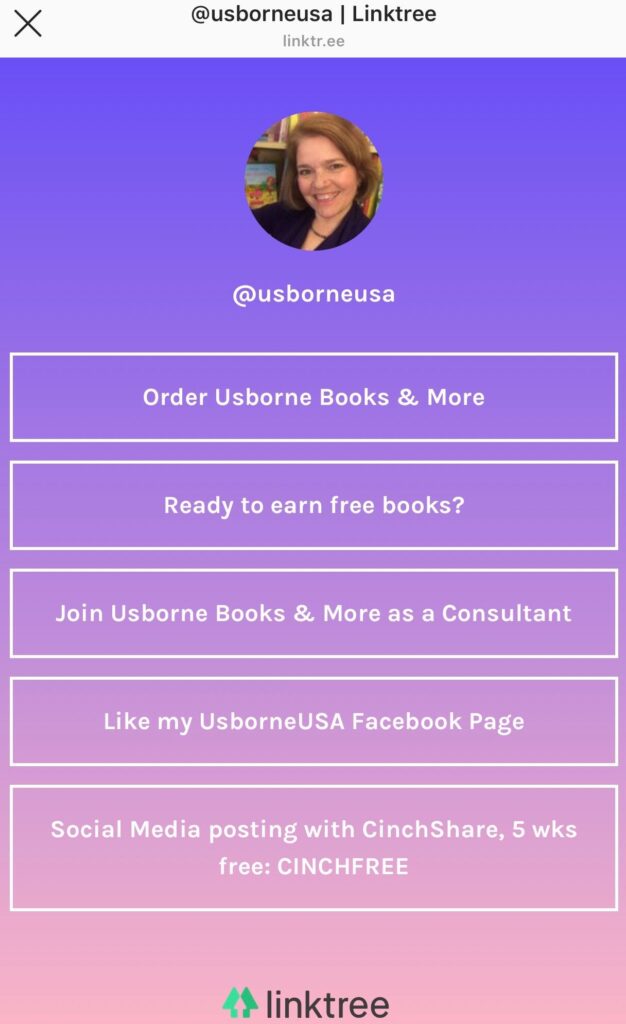 @usborneusa | Linktree
linktr.ee
@usborneusa
Order Usborne Books & More
Ready to earn free books?
Join Usborne Books & More as a Consultant
Like my UsborneUSA Facebook Page
Social Media posting with CinchShare, 5 wks
free: CINCHFREE
linktree